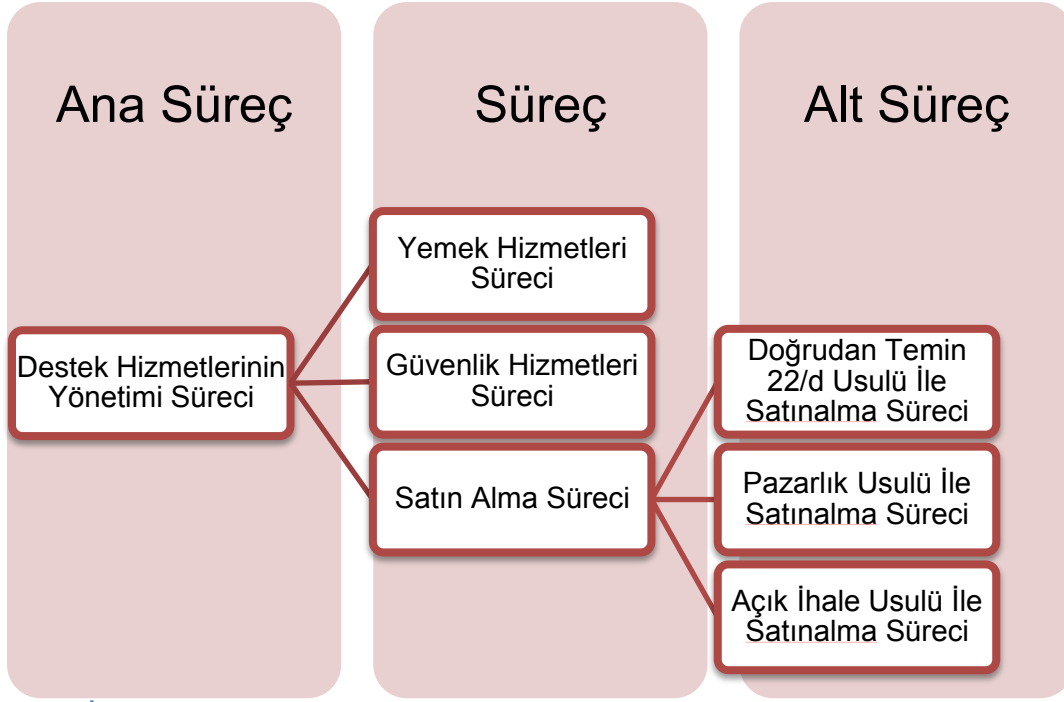 Ana Süreç
Süreç
Alt Süreç
Yemek Hizmetleri
Süreci
Destek Hizmetlerinin
Yönetimi Süreci
Güvenlik Hizmetleri
Süreci
Satın Alma Süreci
Doğrudan Temin
22/d Usulü İle
Satınalma Süreci
Pazarlık Usulü İle
Satınalma Süreci
Açık İhale Usulü İle
Satınalma Süreci